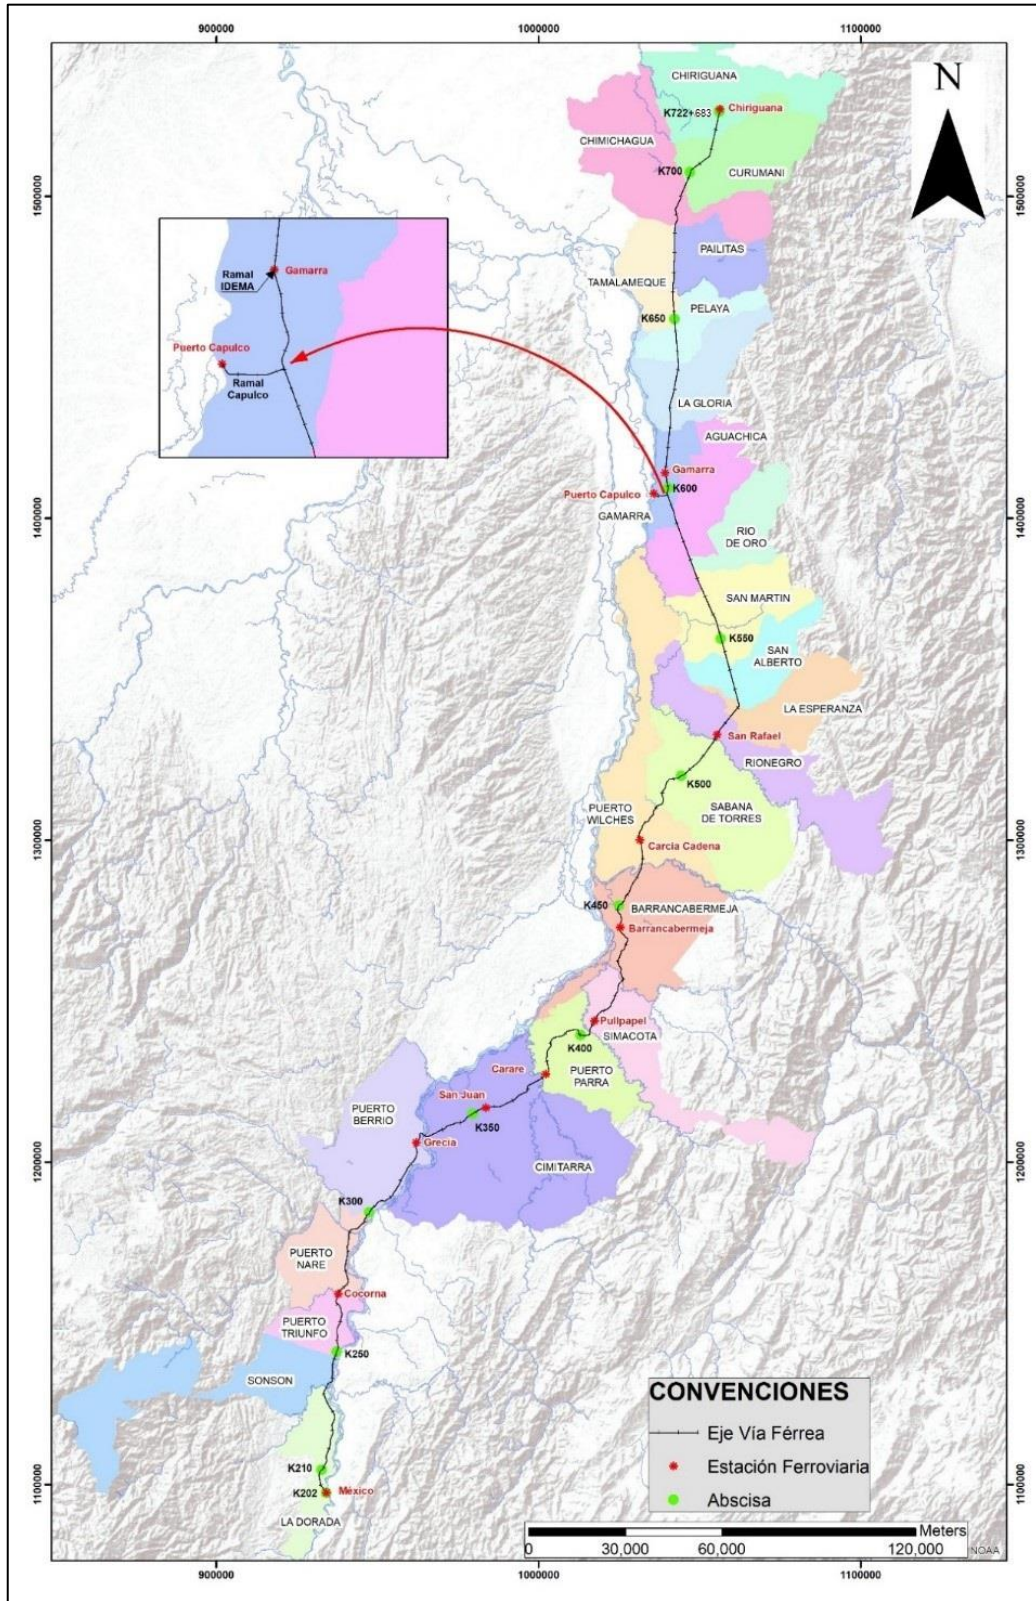 900000
1000000
1100000
N
CHIRIGUANA
K722+683
Chiriguana
CHIMICHAGUA
K700
CURUMANI
1500000
1500000
PAILITAS
TAMALAMEQUE
Gamarra
Ramal
IDEMA
PELAYA
K650
Puerto Capulco
Ramal
Capulco
LA GLORIA
AGUACHICA
Gamarra
K600
Puerto Capulco
GAMARRA
1400000
1400000
RIO
DE ORO
SAN MARTIN
K550
SAN
ALBERTO
LA ESPERANZA
San Rafael
RIONEGRO
K500
PUERTO
WILCHES
SABANA
DE TORRES
1300000
1300000
Carcia Cadena
K450
BARRANCABERMEJA
Barrancabermeja
Pullpapel
SIMACOTA
K400
Carare
PUERTO
PARRA
San Juan
PUERTO
BERRIO
K350
Grecia
CIMITARRA
1200000
1200000
K300
PUERTO
NARE
Cocorna
PUERTO
TRIUNFO
K250
SONSON
CONVENCIONES
Eje Vía Férrea
Estación Ferroviaria
Abscisa
K210
K202
México
1100000
1100000
LA DORADA
Meters
0
30,000
60,000
120,000
NOAA
900000
1000000
1100000